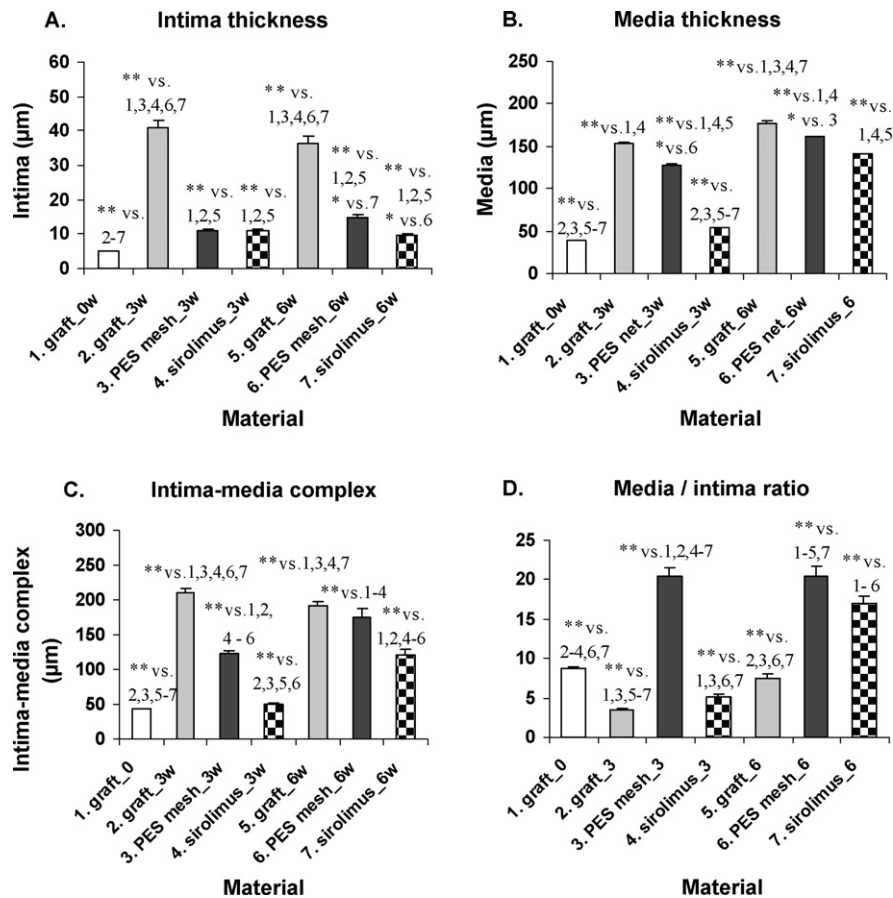 A. Intima thickness
Intima (µm)
60
50
40
30
20
10
0
** vs.
2-7
** vs.
1,3,4,6,7
** vs.
1,2,5
** vs.
1,2,5
** vs.
1,3,4,6,7
** vs.
1,2,5
* vs.7
** vs.
1,2,5
* vs.6
1. graft_0w
2. graft_3w
3. PES mesh_3w
4. sirolimus_3w
5. graft_6w
6. PES mesh_6w
7. sirolimus_6w
Material
B. Media thickness
Media (µm)
250
200
150
100
50
0
**vs.
2,3,5-7
**vs.1,4
**vs.1,4,5
*vs.6
**vs.
2,3,5-7
**vs.1,3,4,7
**vs.1,4
* vs. 3
**vs.
1,4,5
1. graft_0w
2. graft_3w
3. PES net_3w
4. sirolimus_3w
5. graft_6w
6. PES net_6w
7. sirolimus_6
Material
C. Intima-media complex
Intima-media complex
(µm)
300
250
200
150
100
50
0
**vs.
2,3,5-7
**vs.1,3,4,6,7
**vs.1,2,
4 - 6
**vs.
2,3,5,6
**vs.1,3,4,7
**vs.1-4
**vs.
1,2,4-6
1. graft_0
2. graft_3w
3. PES mesh_3w
4. sirolimus_3w
5. graft_6w
6. PES mesh_6w
7. sirolimus_6w
Material
D. Media / intima ratio
25
20
15
10
5
0
**vs.
2-4,6,7
**vs.
1,3,5-7
**vs.1,2,4-7
**vs.
1,3,6,7
**vs.
2,3,6,7
**vs.
1-5,7
**vs.
1- 6
1. graft_0
2. graft_3
3. PES mesh_3
4. sirolimus_3
5. graft_6
6. PES mesh_6
7. sirolimus_6
Material